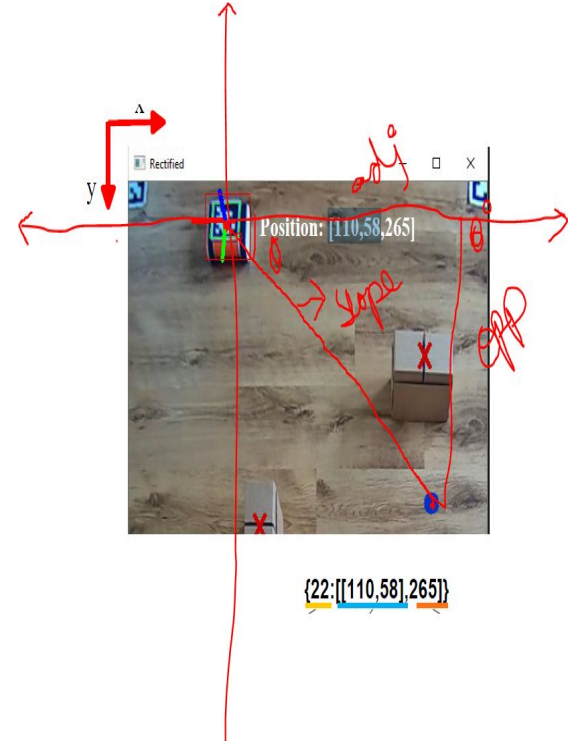 x
y
Rectified
adj
Position: [110,58,265]
θ
slope
opp
{22:[[110,58],265]}